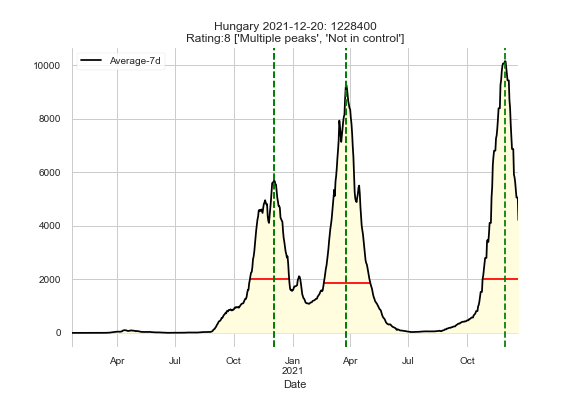 Hungary 2021-12-20: 1228400
Rating:8 ['Multiple peaks', 'Not in control']
Average-7d
10000
8000
6000
4000
2000
0
Apr Jul Oct Jan Apr Jul Oct
2021
Date